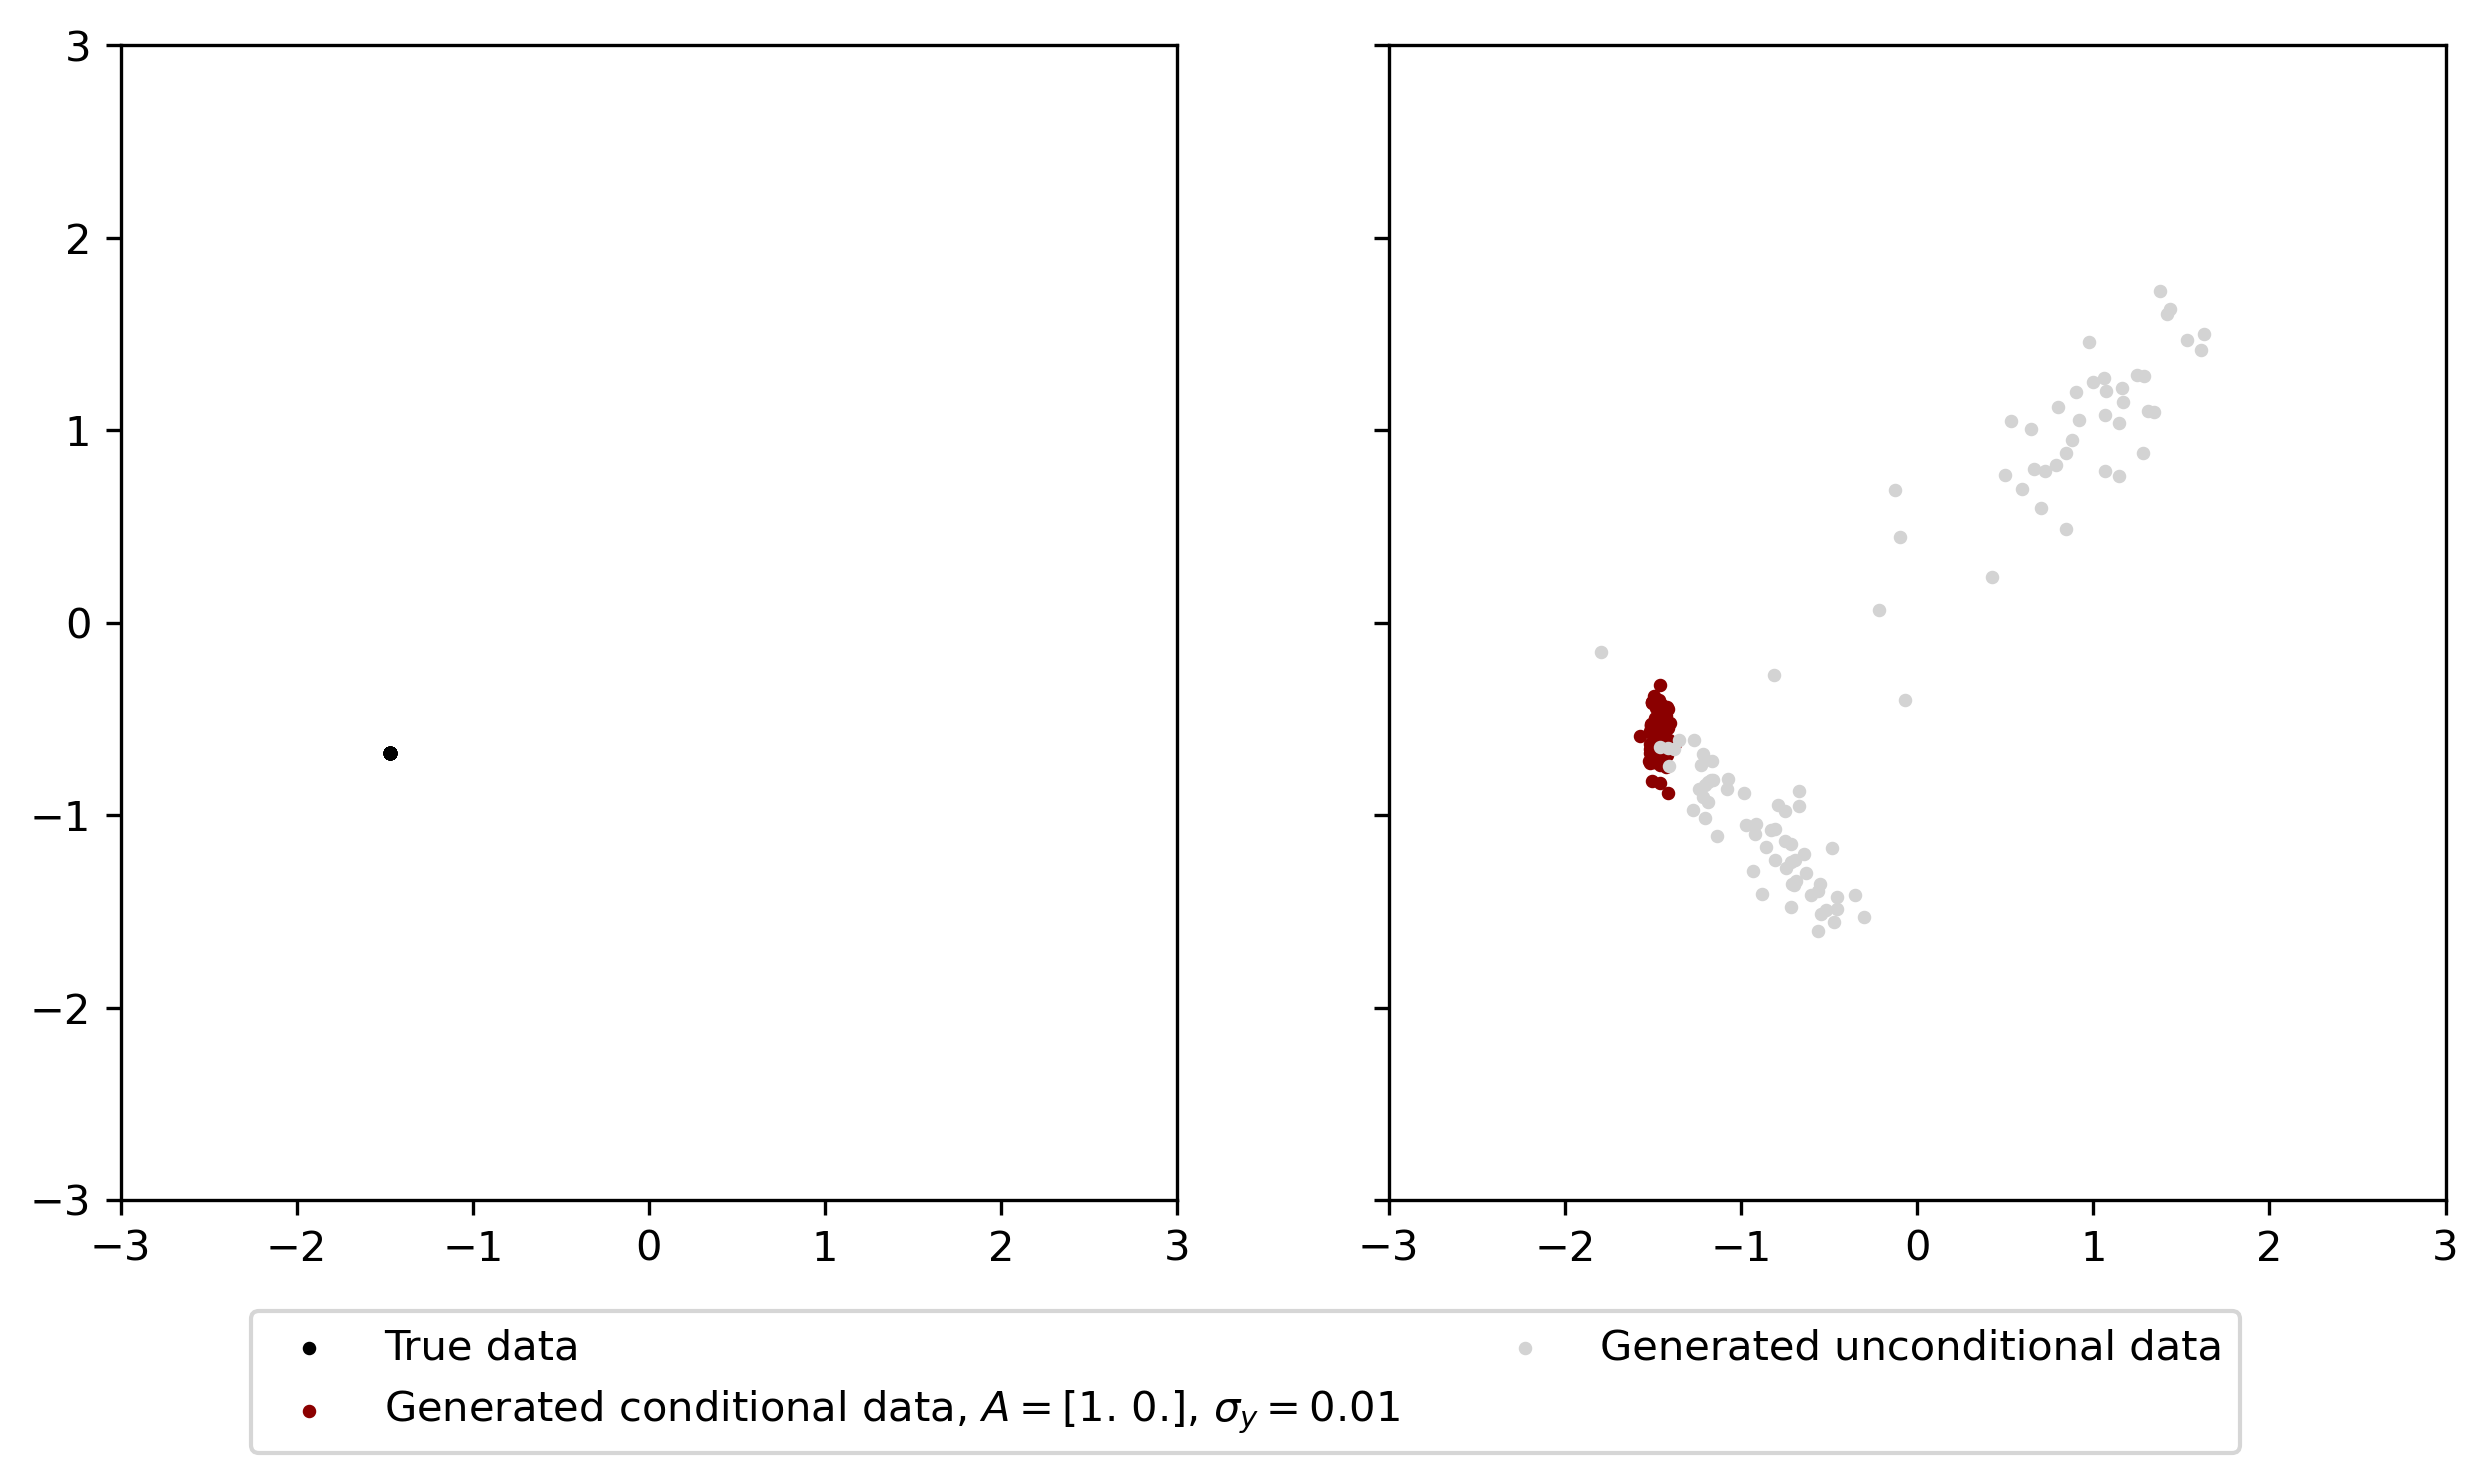 3
2
1
0
−1
−2
−3
−3 −2 −1 0 1 2 3
−3 −2 −1 0 1 2 3
True data
Generated conditional data, A = [1. 0.], σy = 0.01
Generated unconditional data